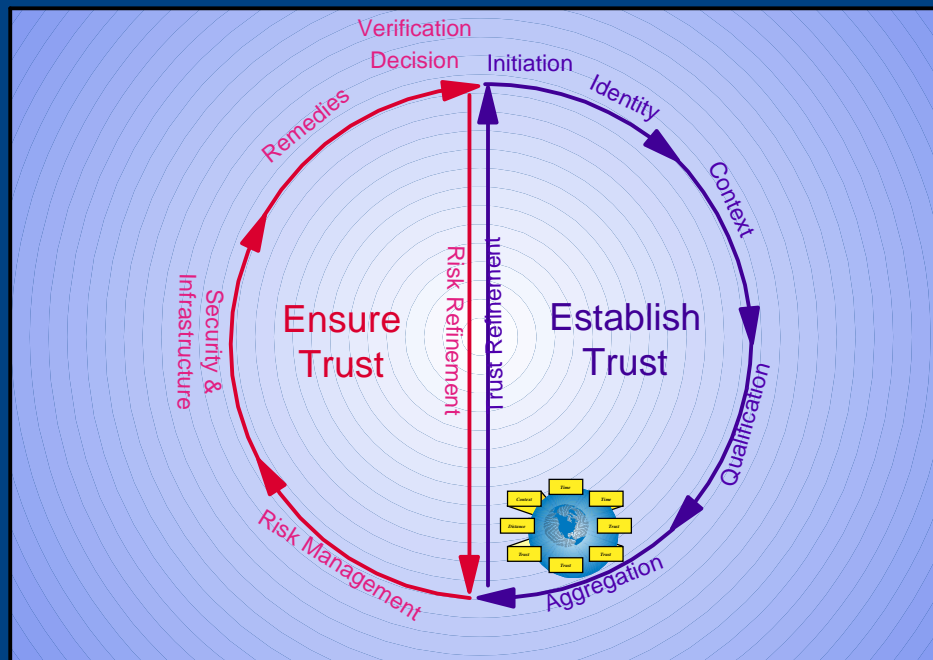 Verification
Decision
Initiation
Identity
Context
Qualification
Aggregation
Trust Refinement
Establish
Trust
Risk Refinement
Ensure
Trust
Remedies
Security &
Infrastructure
Risk Management
Time
Context
Time
Distance
Trust
Trust
Trust
Trust